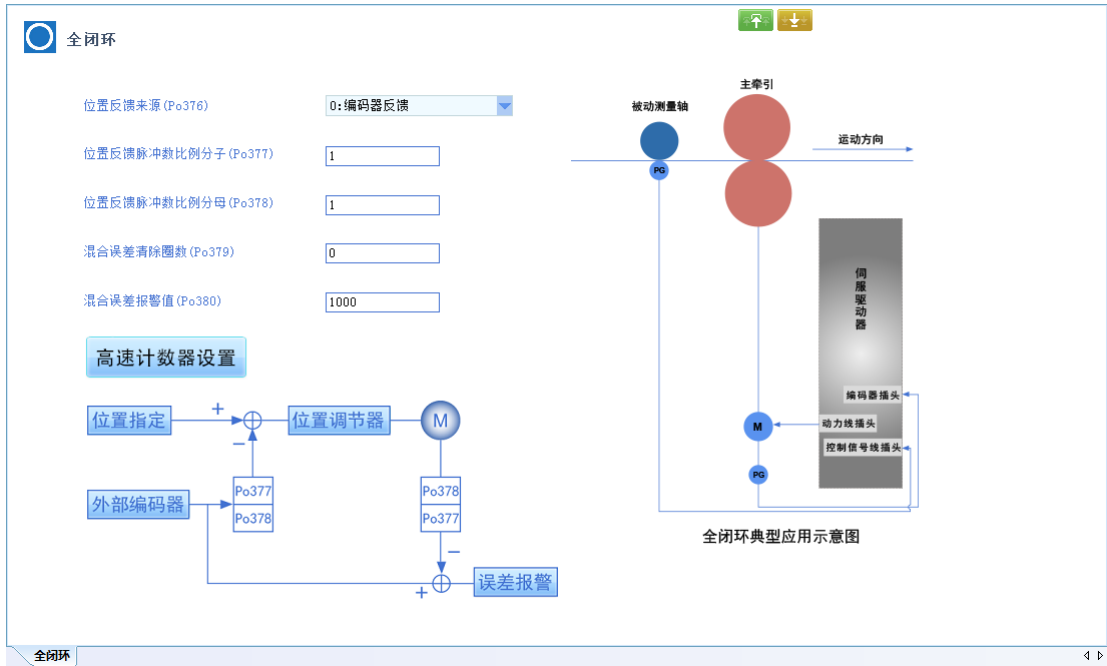 全闭环
位置反馈来源(Po376)
0:编码器反馈
位置反馈脉冲数比例分子(Po377)
1
位置反馈脉冲数比例分母(Po378)
1
混合误差清除圈数(Po379)
0
混合误差报警值(Po380)
1000
高速计数器设置
位置指定
+
−
位置调节器
M
外部编码器
Po377
Po378
Po378
Po377
−
+
误差报警
主牵引
被动测量轴
运动方向
PG
伺服驱动器
编码器插头
动力线插头
控制信号线插头
M
PG
全闭环典型应用示意图
全闭环